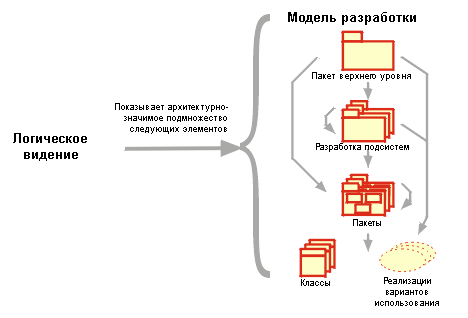 Модель разработки
Пакет верхнего уровня
Показывает архитектурно-
значимое подмножество
следующих элементов
Логическое
видение
Разработка подсистем
Пакеты
Классы
Реализации
вариантов
использования